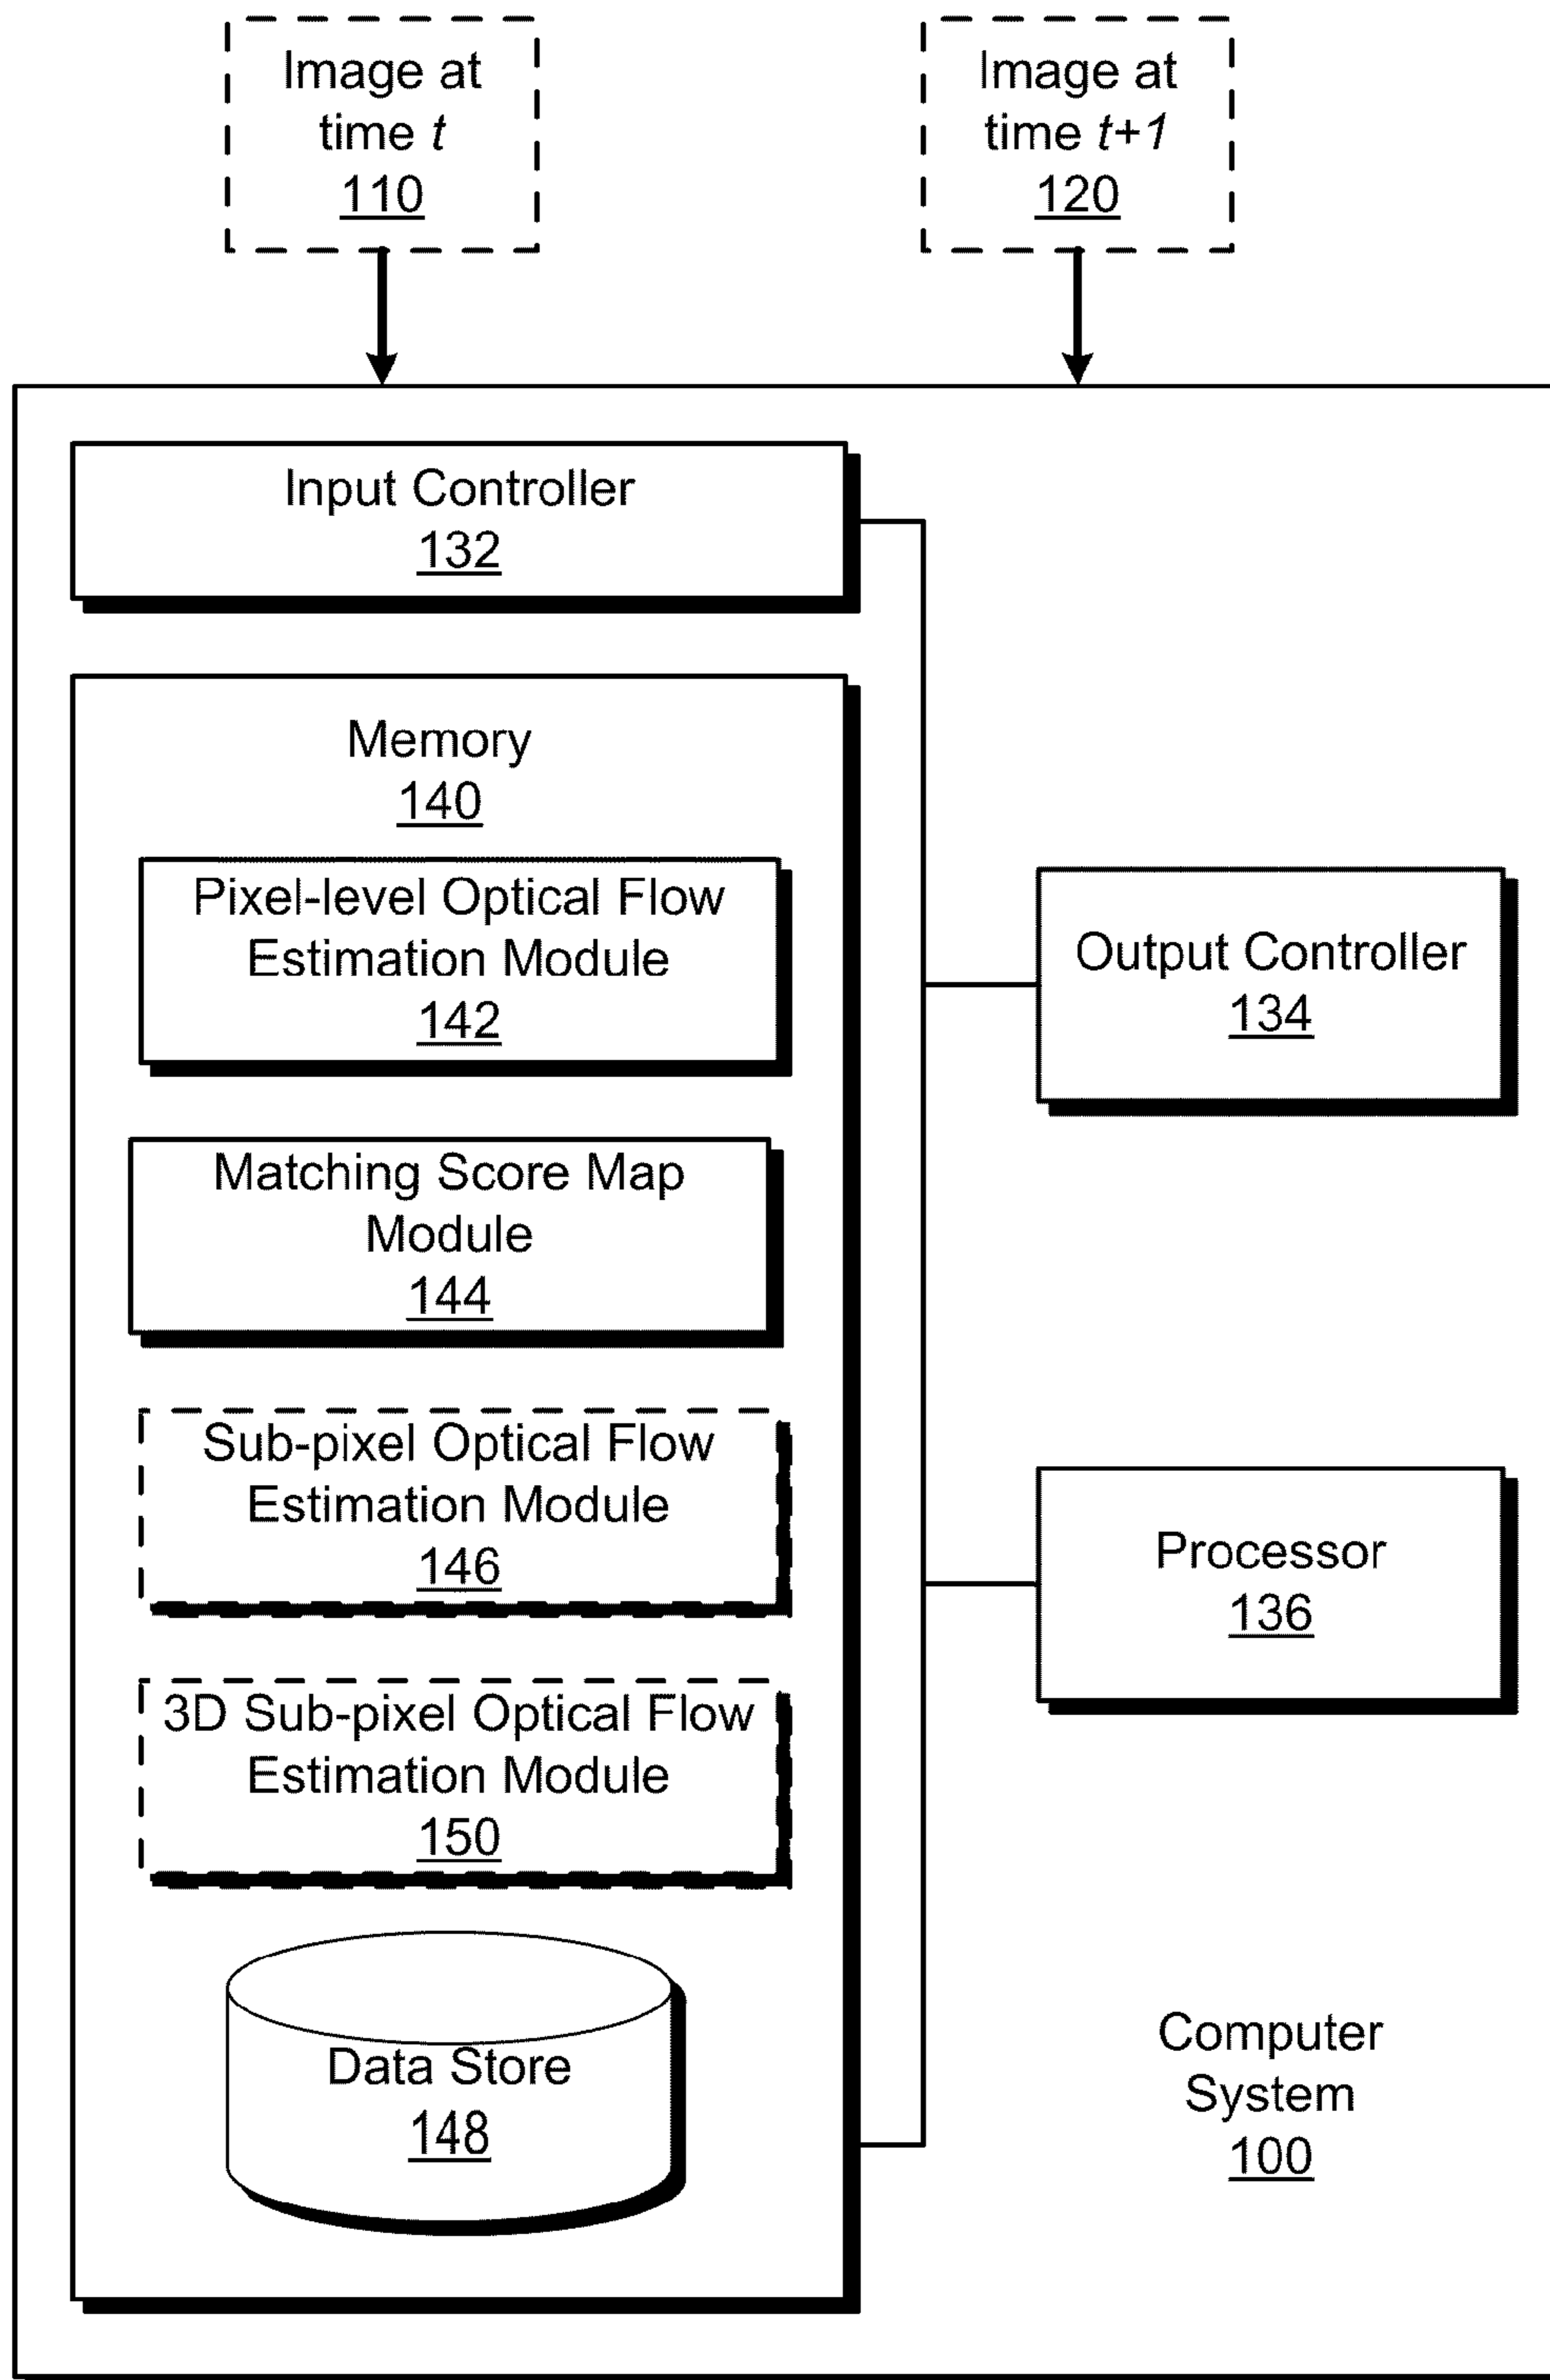 Image at
time t
110
Image at
time t+1
120
Input Controller
132
Memory
140
Pixel-level Optical Flow
Estimation Module
142
Matching Score Map
Module
144
Sub-pixel Optical Flow
Estimation Module
146
3D Sub-pixel Optical Flow
Estimation Module
150
Data Store
148
Output Controller
134
Processor
136
Computer
System
100